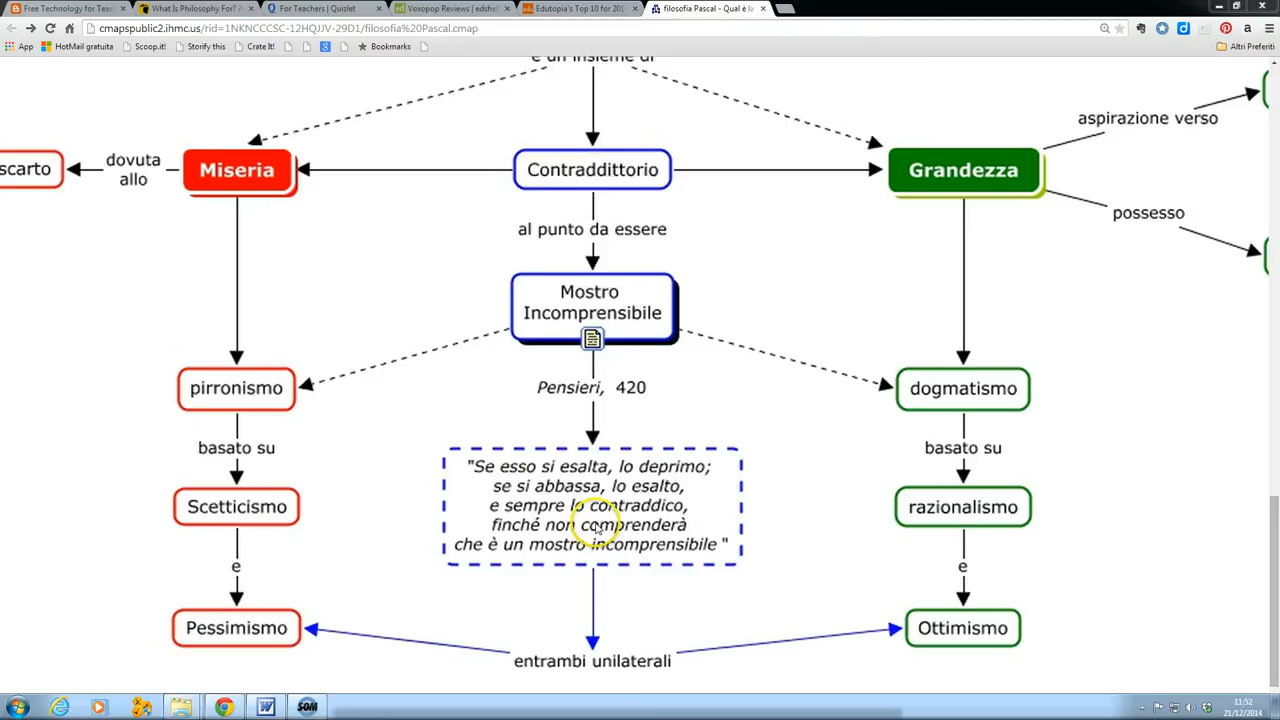 Free Technology for Teac
What Is Philosophy For? A
For Teachers | Quizlet
Voxopop Reviews | edshel
Edutopia's Top 10 for 201
filosofia Pascal - Qual è la
cmapspublic2.ihmc.us/rid=1NKNCCCSC-12HQJJV-29D1/filosofia%20Pascal.cmap
App
HotMail gratuita
Scoop.it!
Storify this
Crate It!
Bookmarks
Altri Preferiti
è un insieme di
aspirazione verso
scarto
dovuta
allo
Miseria
Contraddittorio
Grandezza
possesso
al punto da essere
Mostro
Incomprensibile
pirronismo
Pensieri, 420
dogmatismo
basato su
basato su
"Se esso si esalta, lo deprimo;
se si abbassa, lo esalto,
e sempre lo contraddico,
finché non comprenderà
che è un mostro incomprensibile "
Scetticismo
razionalismo
e
e
Pessimismo
Ottimismo
entrambi unilaterali
SOM
11:52
21/12/2014